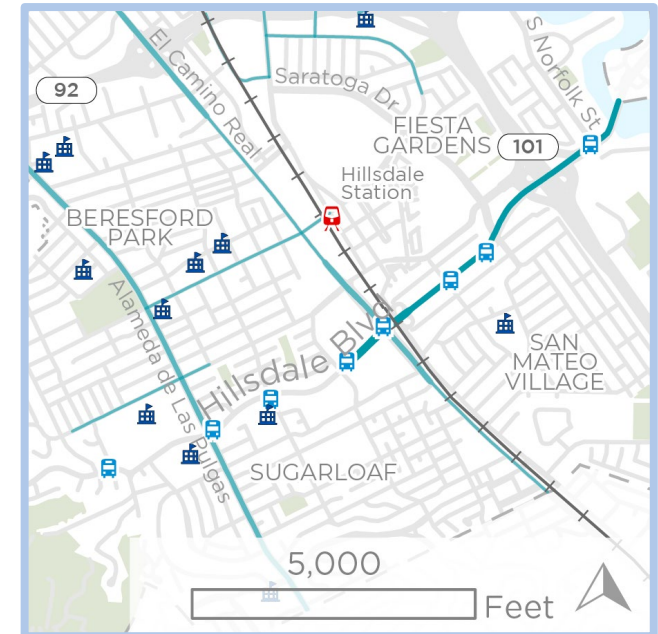 S Norfolk St
El Camino Real
Saratoga Dr
92
FIESTA
GARDENS
101
Hillsdale
Station
BERESFORD
PARK
Alameda de Las Pulgas
Hillsdale Blvd
SAN
MATEO
VILLAGE
SUGARLOAF
5,000
Feet